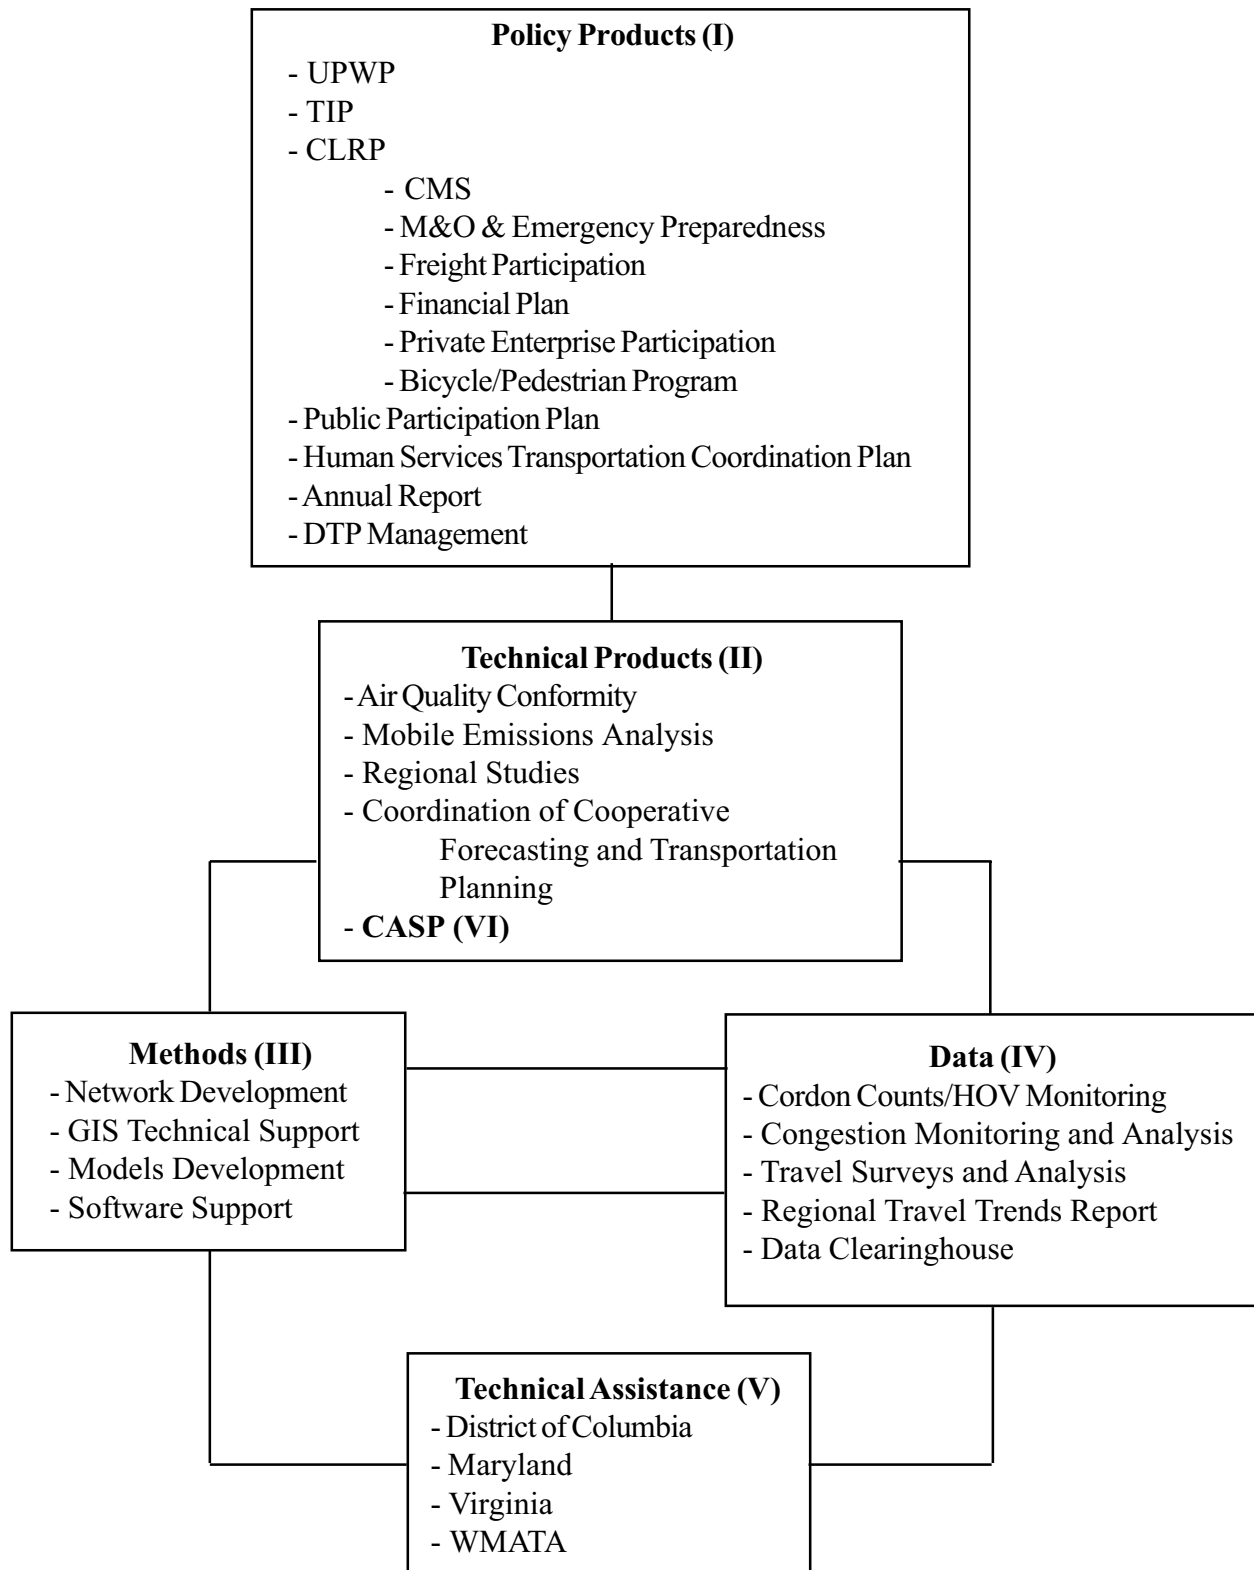 Policy Products (I)
- UPWP
- TIP
- CLRP
- CMS
- M&O & Emergency Preparedness
- Freight Participation
- Financial Plan
- Private Enterprise Participation
- Bicycle/Pedestrian Program
- Public Participation Plan
- Human Services Transportation Coordination Plan
- Annual Report
- DTP Management
Technical Products (II)
- Air Quality Conformity
- Mobile Emissions Analysis
- Regional Studies
- Coordination of Cooperative
Forecasting and Transportation
Planning
- CASP (VI)
Methods (III)
- Network Development
- GIS Technical Support
- Models Development
- Software Support
Data (IV)
- Cordon Counts/HOV Monitoring
- Congestion Monitoring and Analysis
- Travel Surveys and Analysis
- Regional Travel Trends Report
- Data Clearinghouse
Technical Assistance (V)
- District of Columbia
- Maryland
- Virginia
- WMATA